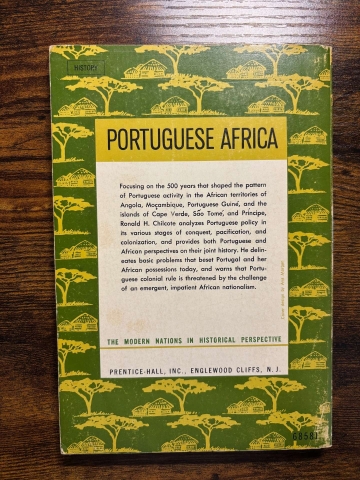 HISTORY
PORTUGUESE AFRICA
Focusing on the 500 years that shaped the pattern
of Portuguese activity in the African territories of
Angola, Moçambique, Portuguese Guiné, and the
islands of Cape Verde, São Tomé, and Príncipe,
Ronald H. Chilcote analyzes Portuguese policy in
its various stages of conquest, pacification, and
colonization, and provides both Portuguese and
African perspectives on their joint history. He delin-
eates basic problems that beset Portugal and her
African possessions today, and warns that Portu-
guese colonial rule is threatened by the challenge
of an emergent, impatient African nationalism.
THE MODERN NATIONS IN HISTORICAL PERSPECTIVE
PRENTICE-HALL, INC., ENGLEWOOD CLIFFS, N. J.
68581